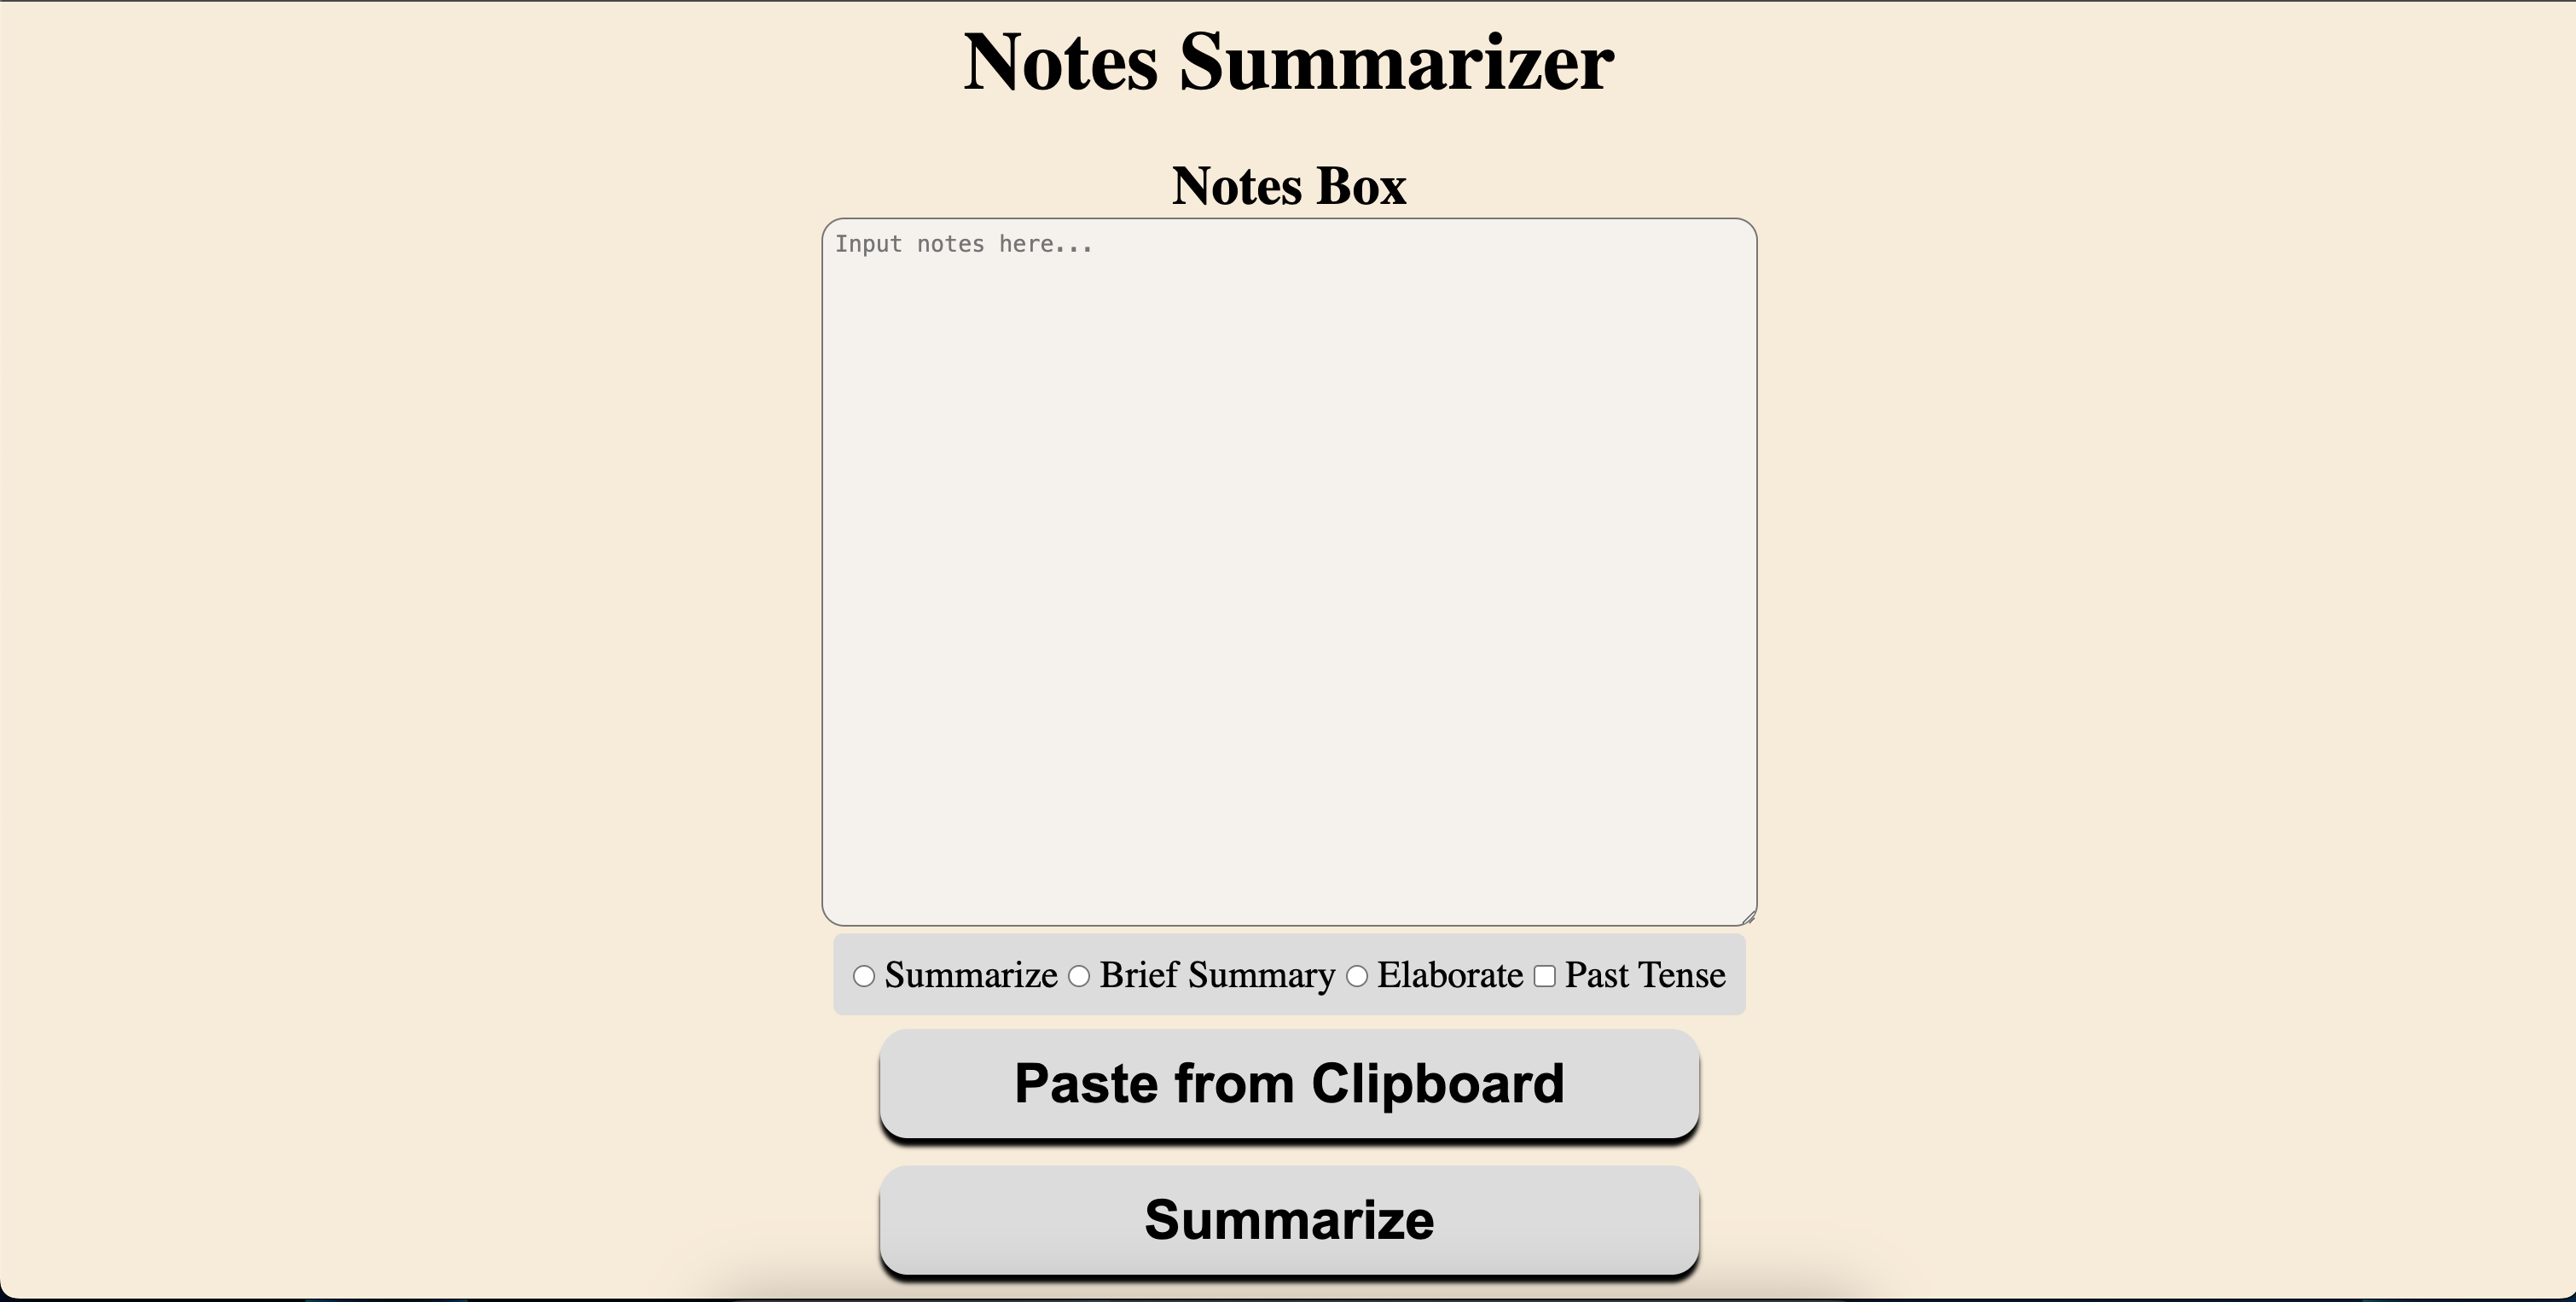 Notes Summarizer
Notes Box
Input notes here...
Summarize Brief Summary Elaborate Past Tense
Paste from Clipboard
Summarize